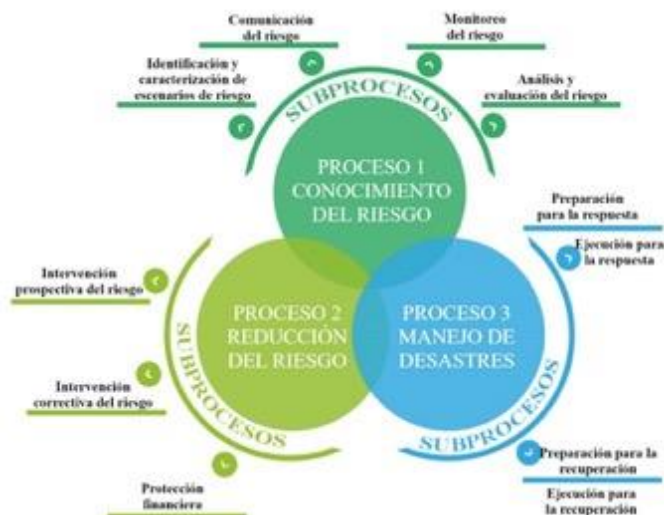 Comunicación
del riesgo
Monitoreo
del riesgo
Identificación y
caracterización de
escenarios de riesgo
Análisis y
evaluación del riesgo
SUBPROCESOS
PROCESO 1
CONOCIMIENTO
DEL RIESGO
Preparación
para la respuesta
Ejecución para
la respuesta
Intervención
prospectiva del riesgo
PROCESO 2
REDUCCIÓN
DEL RIESGO
PROCESO 3
MANEJO DE
DESASTRES
SUBPROCESOS
SUBPROCESOS
Intervención
correctiva del riesgo
Protección
financiera
Preparación para la
recuperación
Ejecución para
la recuperación